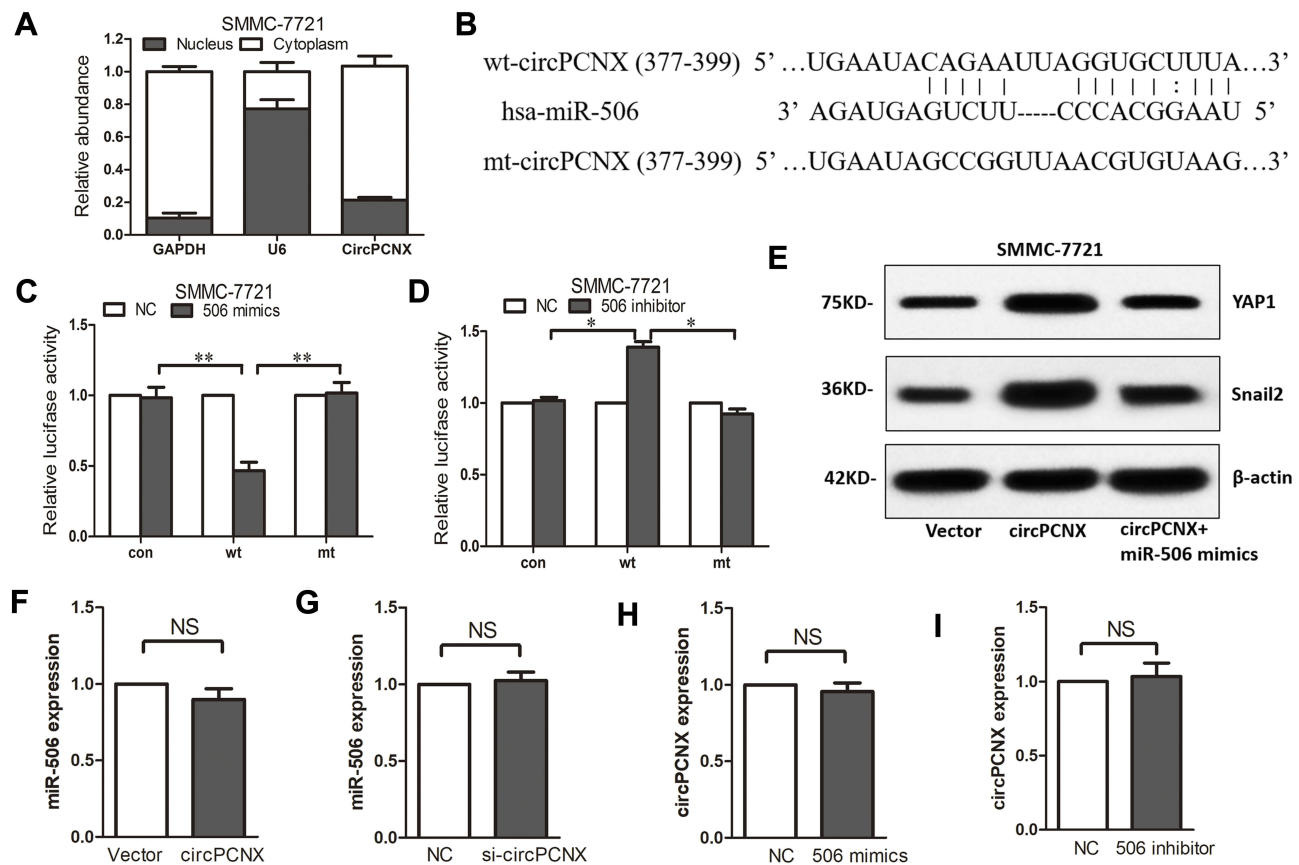 A
SMMC-7721
Nucleus Cytoplasm
Relative abundance
1.2
1.0
0.8
0.6
0.4
0.2
0.0
GAPDH U6 CircPCNX
B
wt-circPCNX (377-399) 5’ …UGAAUACAGAAUUAGGUGCUUUA…3’
| | | | | | | | | | : | | |
hsa-miR-506 3’ AGAUGAGUCUU-----CCCACGGAAU 5’
mt-circPCNX (377-399) 5’ …UGAAUAGCCGGUUAACGUGUAAG…3’
C
SMMC-7721
NC 506 mimics
Relative lucifase activity
1.5
1.0
0.5
0.0
** **
con wt mt
D
SMMC-7721
NC 506 inhibitor
Relative lucifase activity
1.5
1.0
0.5
0.0
* *
con wt mt
E
SMMC-7721
75KD- YAP1
36KD- Snail2
42KD- β-actin
Vector circPCNX circPCNX+
miR-506 mimics
F
miR-506 expression
1.5
1.0
0.5
0.0
NS
Vector circPCNX
G
miR-506 expression
1.5
1.0
0.5
0.0
NS
NC si-circPCNX
H
circPCNX expression
1.5
1.0
0.5
0.0
NS
NC 506 mimics
I
circPCNX expression
1.5
1.0
0.5
0.0
NS
NC 506 inhibitor